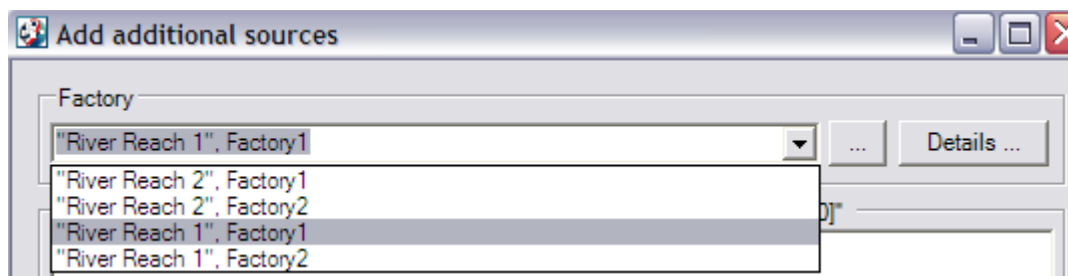 Add additional sources
Factory
"River Reach 1", Factory1
... Details ...
"River Reach 2", Factory1
"River Reach 2", Factory2
"River Reach 1", Factory1
"River Reach 1", Factory2